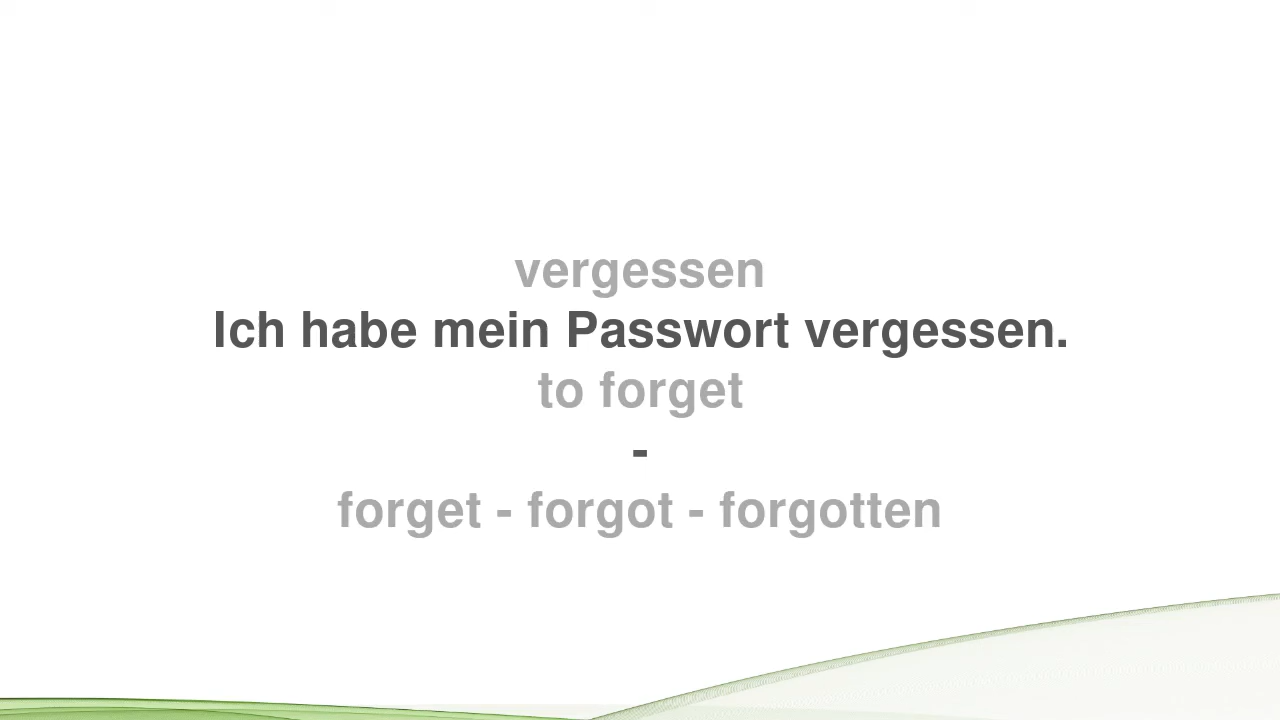 vergessen
Ich habe mein Passwort vergessen.
to forget
-
forget - forgot - forgotten